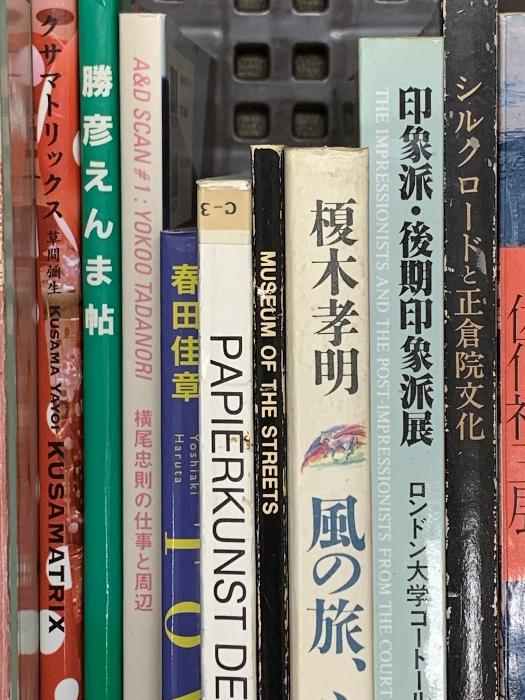 クサマトリックス 草間彌生 KUSAMA YAYOI KUSAMATRIX
勝彦えんま帖
A&D SCAN #1: YOKOO TADANORI 横尾忠則の仕事と周辺
春田佳章
Yoshiaki
Haruta
C-3
PAPIERKUNST DE
MUSEUM OF THE STREETS
榎木孝明
風の旅、
印象派・後期印象派展 ロンドン大学コートール
THE IMPRESSIONISTS AND THE POST-IMPRESSIONISTS FROM THE COURT
シルクロードと正倉院文化